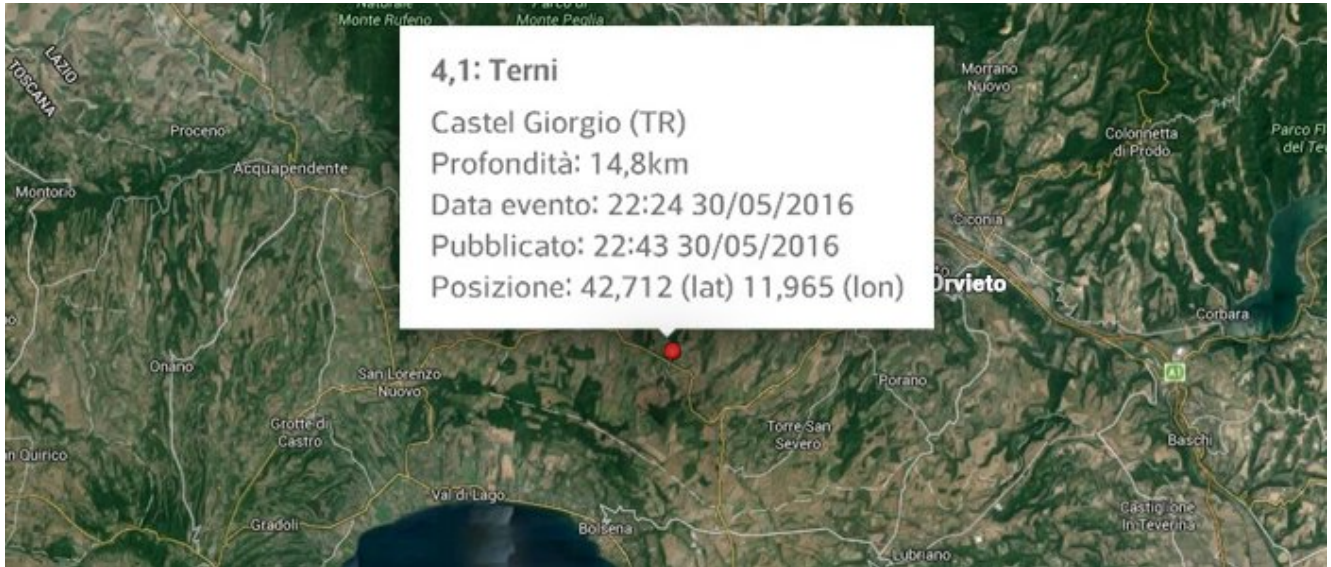 Monte Rufeno
Monte Peglia
LAZIO
TOSCANA
4,1: Terni
Castel Giorgio (TR)
Profondità: 14,8km
Data evento: 22:24 30/05/2016
Pubblicato: 22:43 30/05/2016
Posizione: 42,712 (lat) 11,965 (lon)
Morrano
Nuovo
Proceno
Colonnetta
di Prodo
Parco
del
Acquapendente
Montorio
Ciconia
Orvieto
Corbara
Onano
San Lorenzo
Nuovo
A1
Porano
Grotte di
Castro
Torre San
Severo
Baschi
Quirico
Val di Lago
Castiglione
In Teverina
Gradoli
Bolsena
Lubriano